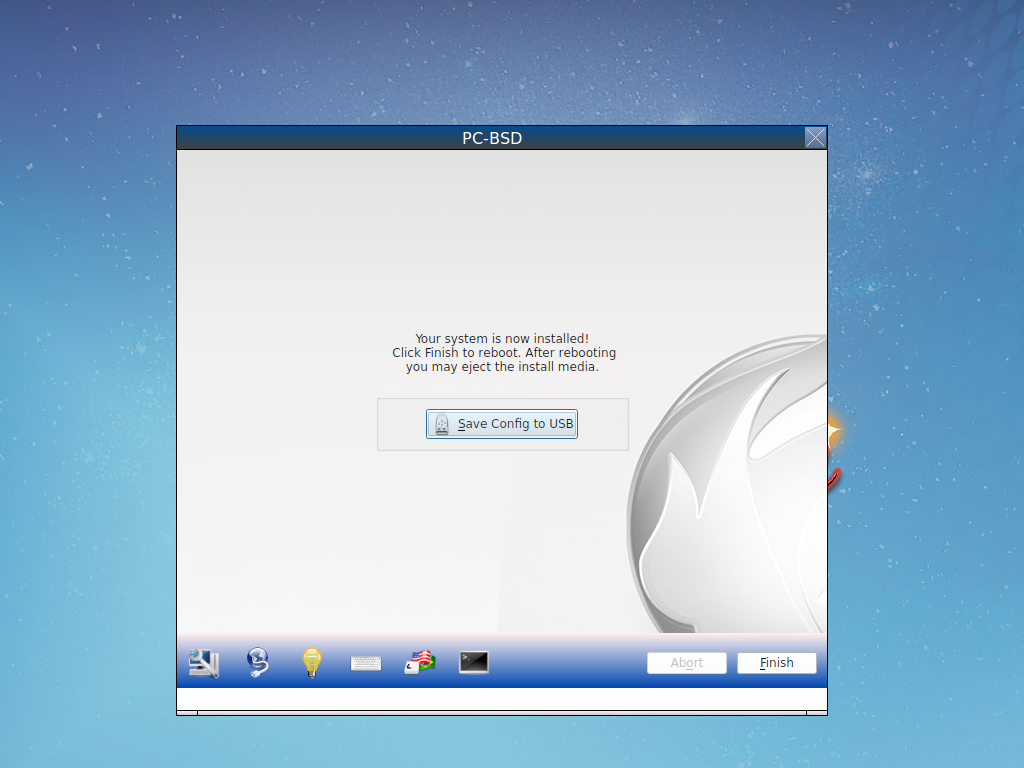 PC-BSD
Your system is now installed!
Click Finish to reboot. After rebooting
you may eject the install media.
Save Config to USB
Abort
Finish